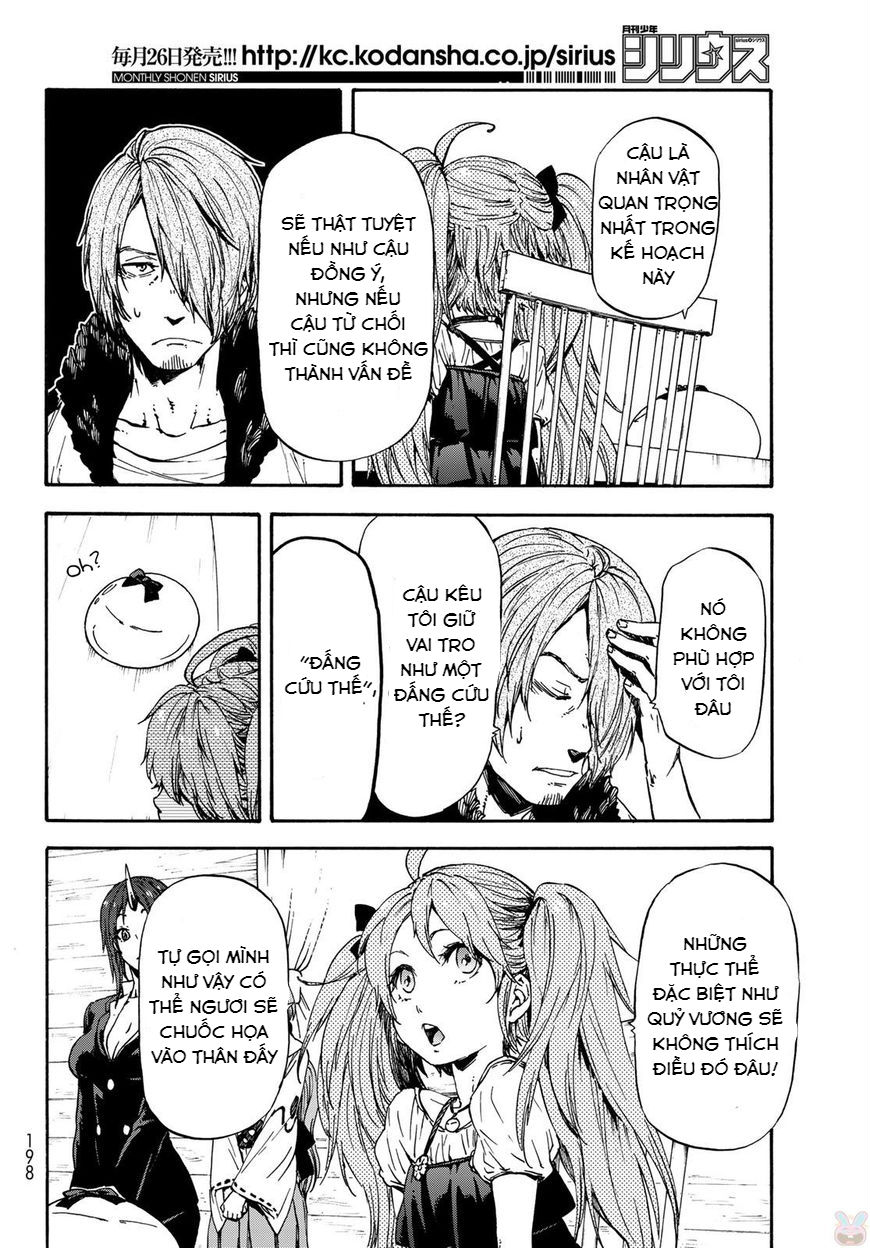 毎月26日発売!!! http://kc.kodansha.co.jp/sirius
MONTHLY SHONEN SIRIUS
月刊少年
シリウス
CẬU LÀ
NHÂN VẬT
QUAN TRỌNG
NHẤT TRONG
KẾ HOẠCH
NÀY
SẼ THẬT TUYỆT
NẾU NHƯ CẬU
ĐỒNG Ý,
NHƯNG NẾU
CẬU TỪ CHỐI
THÌ CŨNG KHÔNG
THÀNH VẤN ĐỀ
NÓ
KHÔNG
PHÙ HỢP
VỚI TÔI
ĐÂU
CẬU KÊU
TÔI GIỮ
VAI TRO
NHƯ MỘT
ĐẤNG CỨU
THẾ?
"ĐẤNG
CỨU THẾ",
Oh?
NHỮNG
THỰC THỂ
ĐẶC BIỆT NHƯ
QUỶ VƯƠNG SẼ
KHÔNG THÍCH
ĐIỀU ĐÓ ĐÂU!
TỰ GỌI MÌNH
NHƯ VẬY CÓ
THỂ NGƯƠI SẼ
CHUỐC HỌA
VÀO THÂN ĐẤY
198